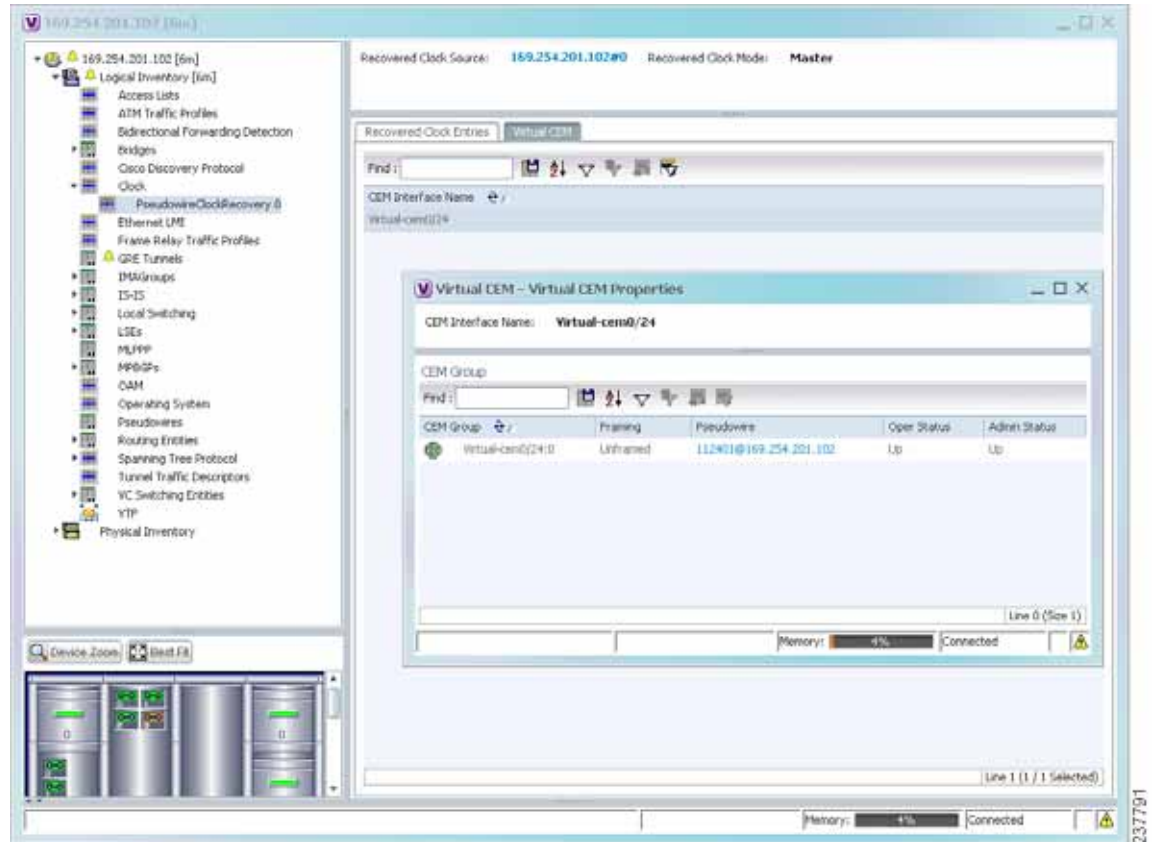 169.254.201.102 [6m]
169.254.201.102 [6m]
Logical Inventory [6m]
Access Lists
ATM Traffic Profiles
Bidirectional Forwarding Detection
Bridges
Cisco Discovery Protocol
Clock
PseudowireClockRecovery 0
Ethernet LMI
Frame Relay Traffic Profiles
GRE Tunnels
IMAGroups
IS-IS
Local Switching
LSEs
MLPPP
MPBGPs
OAM
Operating System
Pseudowires
Routing Entities
Spanning Tree Protocol
Tunnel Traffic Descriptors
VC Switching Entities
VTP
Physical Inventory
Device Zoom Best Fit
0 0
Recovered Clock Source: 169.254.201.102#0 Recovered Clock Mode: Master
Recovered Clock Entries Virtual CEM
Find :
CEM Interface Name
Virtual-cem0/24
Virtual CEM - Virtual CEM Properties
CEM Interface Name: Virtual-cem0/24
CEM Group
Find :
CEM Group Framing Pseudowire Oper Status Admin Status
Virtual-cem0/24:0 Unframed 112401@169.254.201.102 Up Up
Line 0 (Size 1)
Memory: 4% Connected
Line 1 (1 / 1 Selected)
Memory: 4% Connected
237791